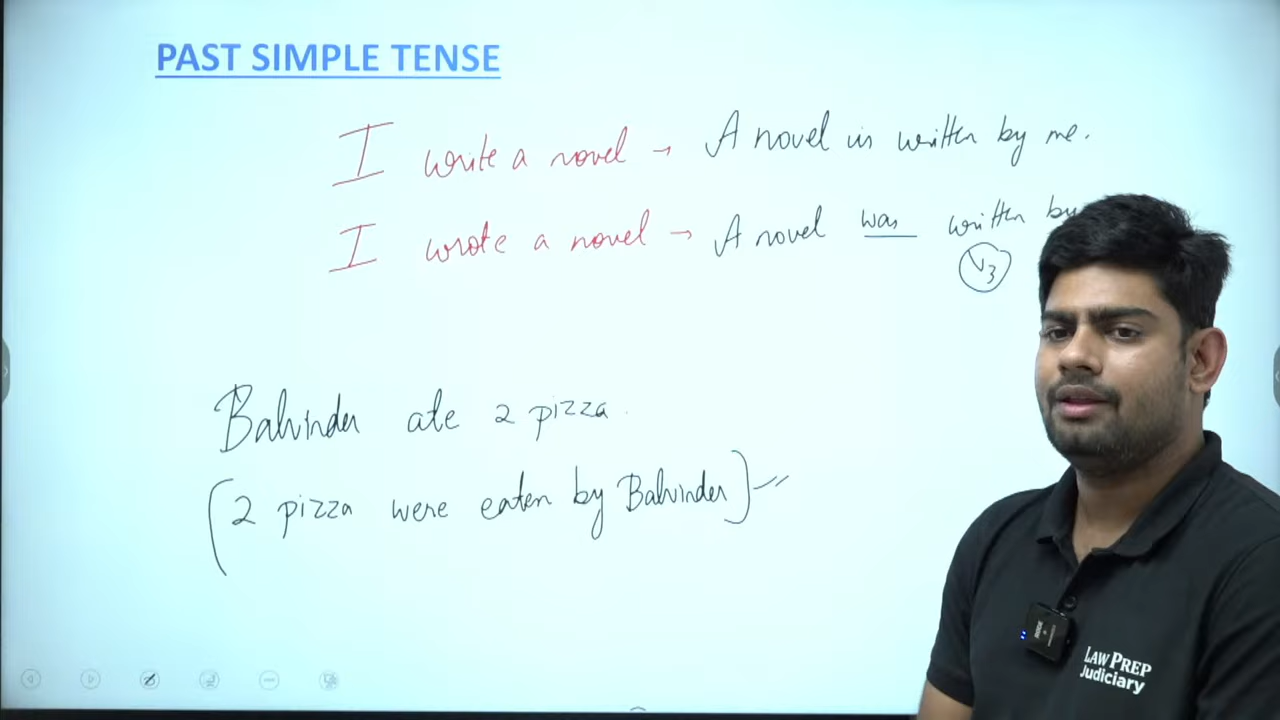 PAST SIMPLE TENSE
I write a novel → A novel is written by me.
I wrote a novel → A novel was written by
V3
Balvinder ate 2 pizza.
(2 pizza were eaten by Balvinder)
LAW PREP
Judiciary